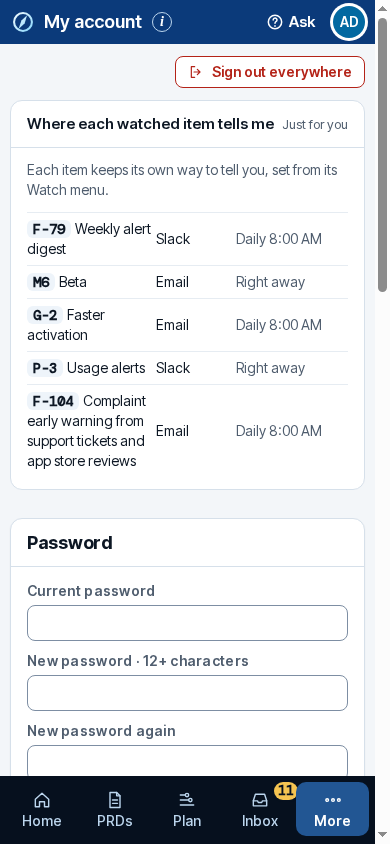 My account i Ask AD
Sign out everywhere
Where each watched item tells me Just for you
Each item keeps its own way to tell you, set from its
Watch menu.
F-79 Weekly alert
digest
Slack
Daily 8:00 AM
M6 Beta
Email
Right away
G-2 Faster
activation
Email
Daily 8:00 AM
P-3 Usage alerts
Slack
Right away
F-104 Complaint
early warning from
support tickets and
app store reviews
Email
Daily 8:00 AM
Password
Current password
New password · 12+ characters
New password again
Home PRDs Plan Inbox 11 More